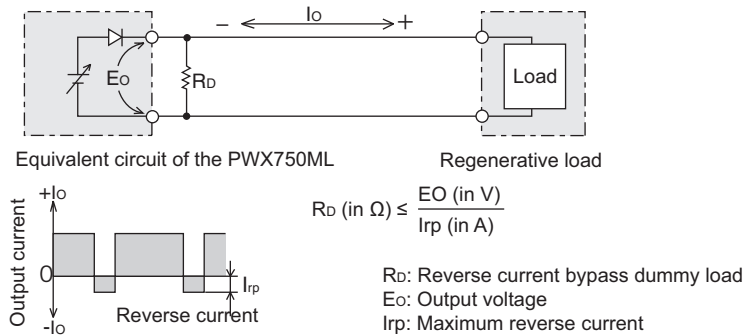 − IO +
EO
RD
Load
Equivalent circuit of the PWX750ML
Regenerative load
+IO
Output current
0
-IO
Irp
Reverse current
RD (in Ω) ≤ EO (in V)
Irp (in A)
RD: Reverse current bypass dummy load
EO: Output voltage
Irp: Maximum reverse current